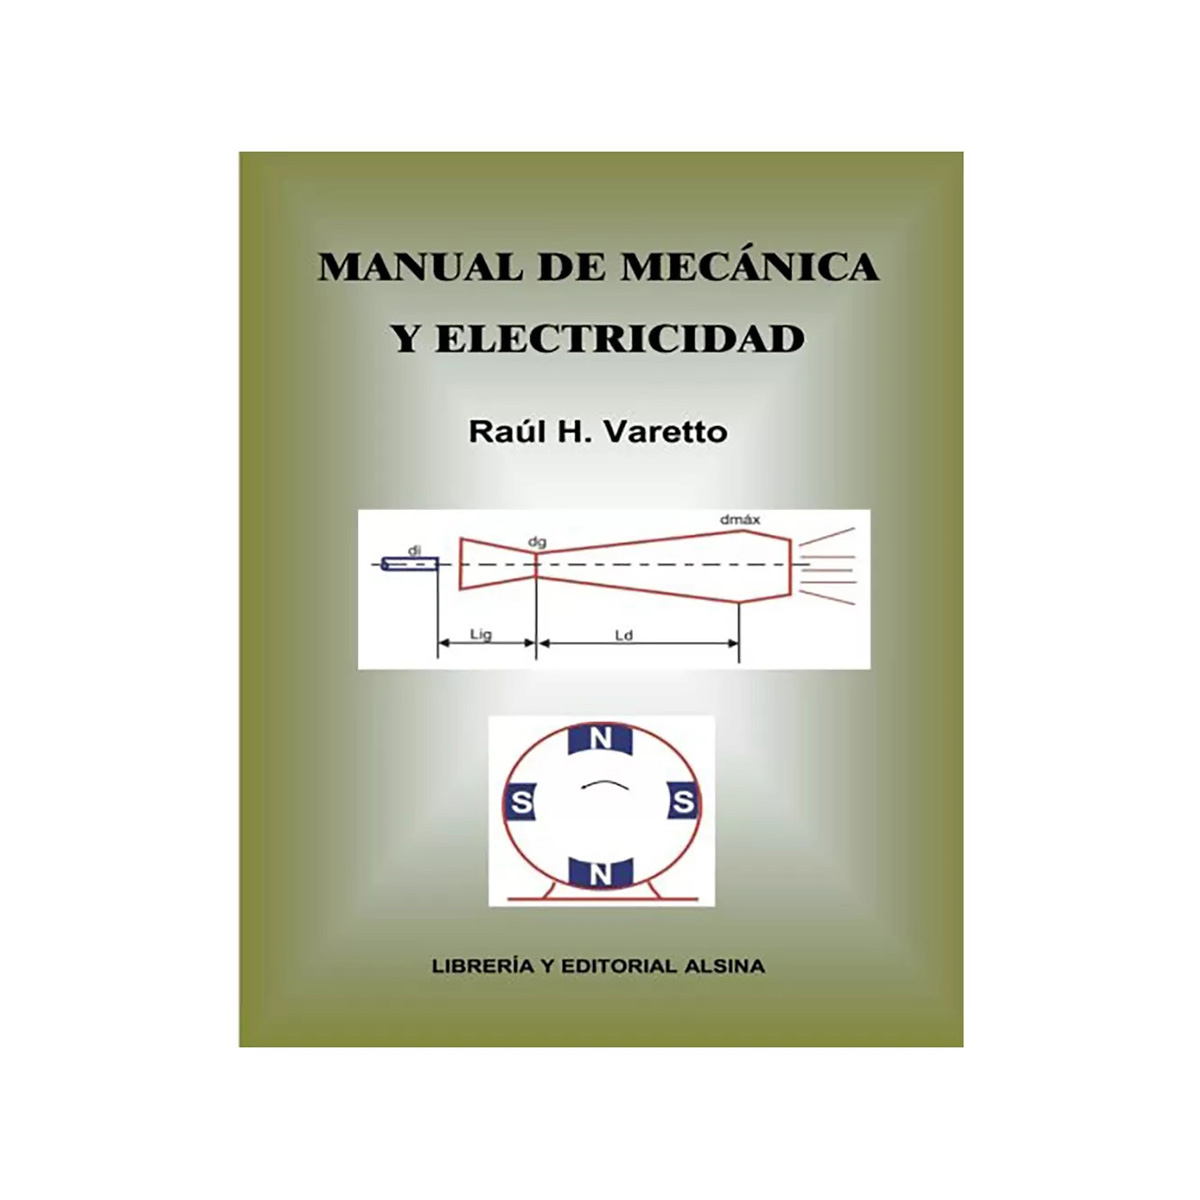 MANUAL DE MECÁNICA
Y ELECTRICIDAD
Raúl H. Varetto
dmáx
dg
di
Lig
Ld
N
S
S
N
LIBRERÍA Y EDITORIAL ALSINA